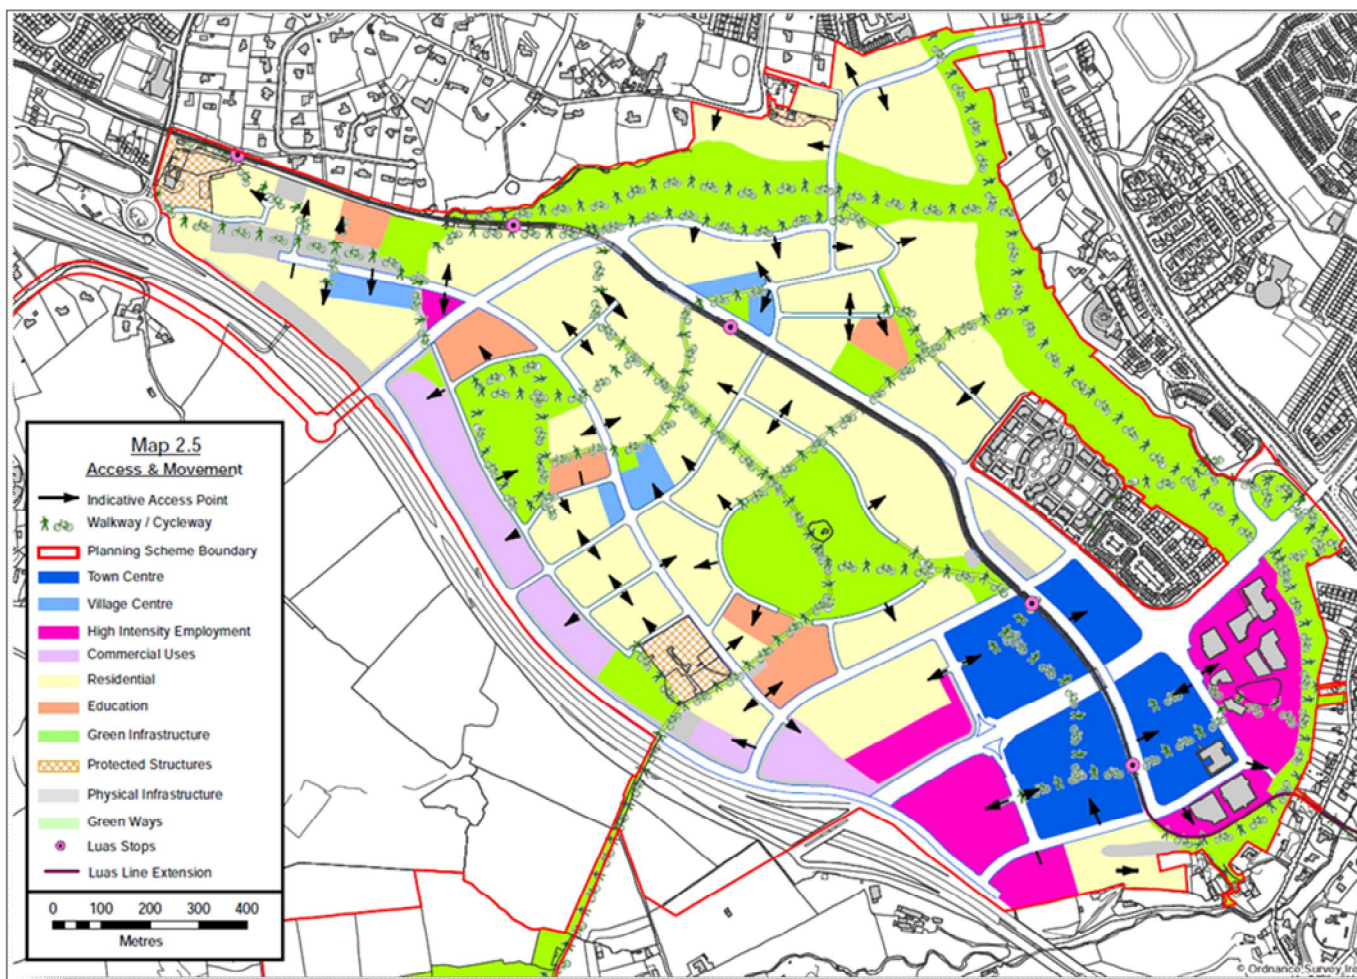 Map 2.5
Access & Movement
Indicative Access Point
Walkway / Cycleway
Planning Scheme Boundary
Town Centre
Village Centre
High Intensity Employment
Commercial Uses
Residential
Education
Green Infrastructure
Protected Structures
Physical Infrastructure
Green Ways
Luas Stops
Luas Line Extension
0 100 200 300 400
Metres
© Ordnance Survey